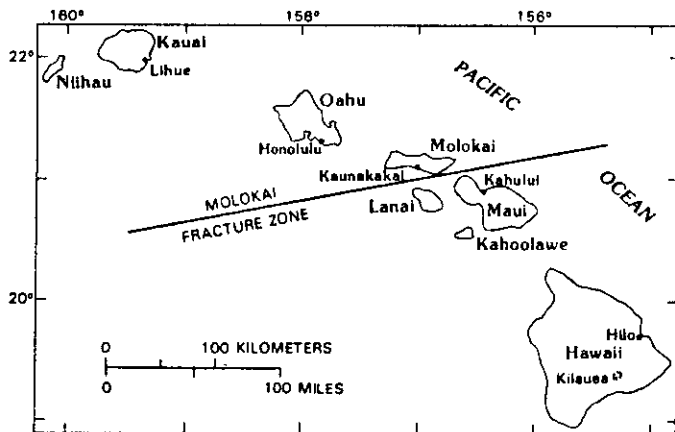 160° 158° 156°
22°
Kauai
Lihue
Niihau
PACIFIC
Oahu
Honolulu
Molokai
Kaunakakai
Kahului
OCEAN
MOLOKAI
Lanai
Maui
FRACTURE ZONE
Kahoolawe
20°
Hilo
0 100 KILOMETERS
Hawaii
Kilauea
0 100 MILES